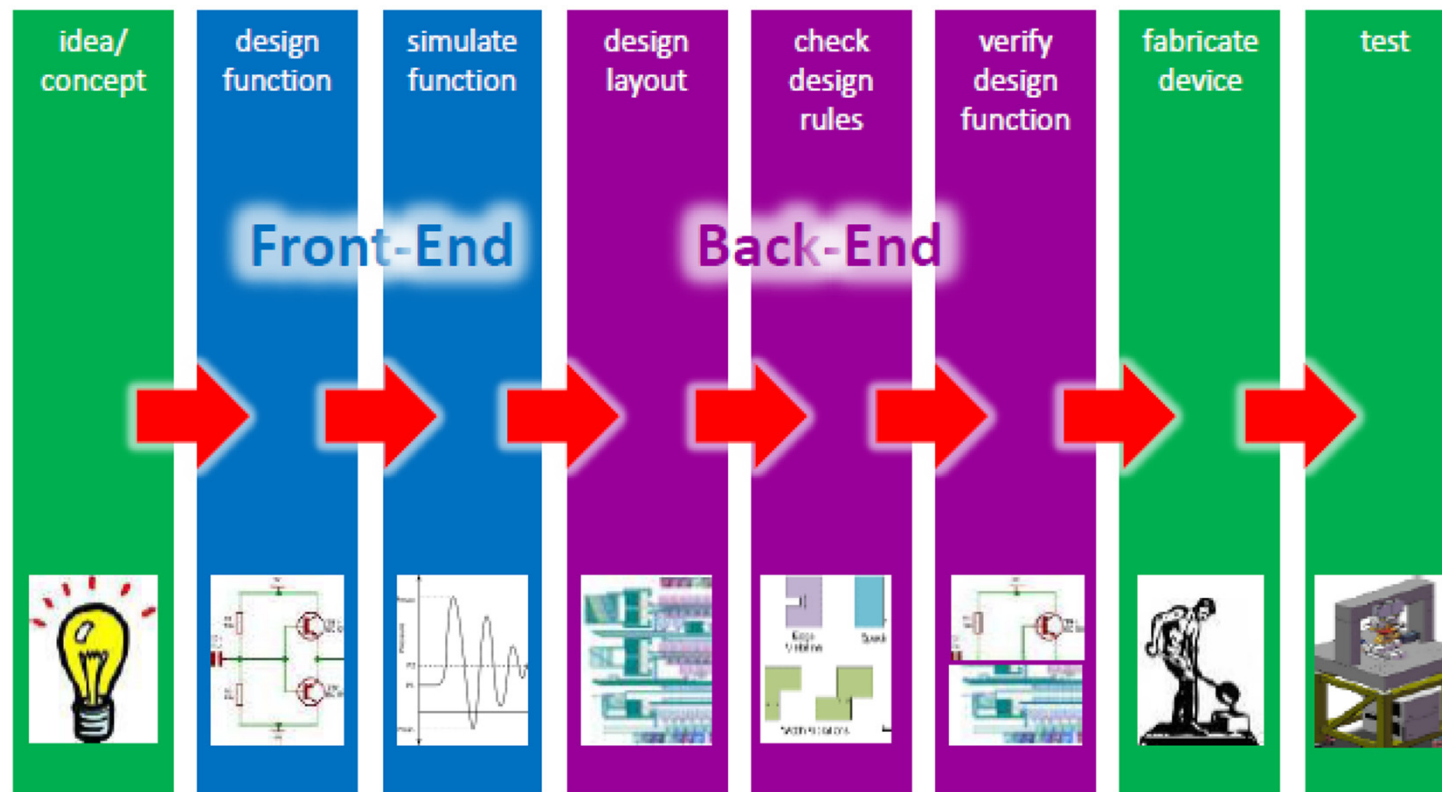 idea/
concept
design
function
simulate
function
design
layout
check
design
rules
verify
design
function
fabricate
device
test
Front-End
Back-End